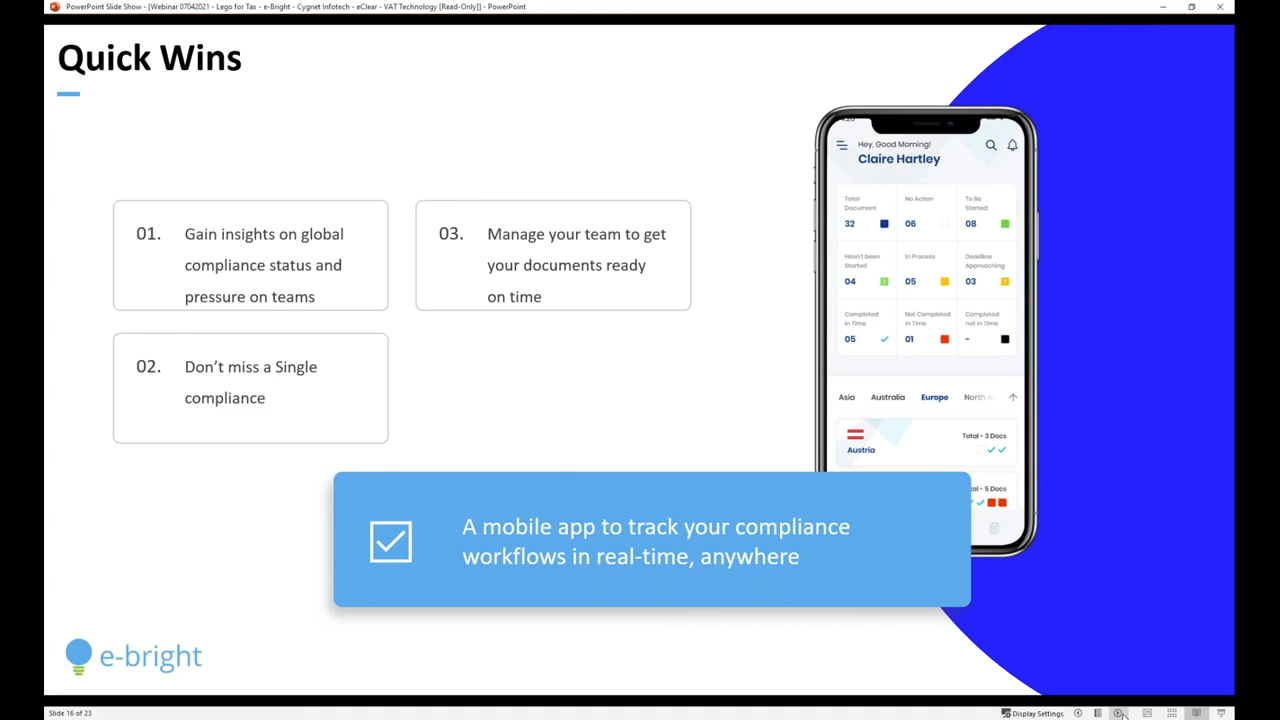 PowerPoint Slide Show - [Webinar 07042021 - Lego for Tax - e-Bright - Cygnet Infotech - eClear - VAT Technology [Read-Only]] - PowerPoint
Quick Wins
01. Gain insights on global
compliance status and
pressure on teams
03. Manage your team to get
your documents ready
on time
02. Don't miss a Single
compliance
Hey, Good Morning!
Claire Hartley
Total
Document
32
No Action
06
To Be
Started
08
Hasn't been
Started
04
In Process
05
Deadline
Approaching
03
Completed
in Time
05
Not Completed
in Time
01
Completed
not in Time
-
Asia Australia Europe North
Total - 3 Docs
Austria
5 Docs
A mobile app to track your compliance
workflows in real-time, anywhere
e-bright
Slide 16 of 23
Display Settings